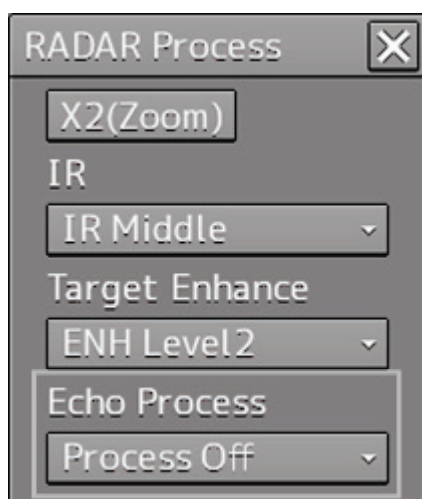 RADAR Process
X2(Zoom)
IR
IR Middle
Target Enhance
ENH Level2
Echo Process
Process Off